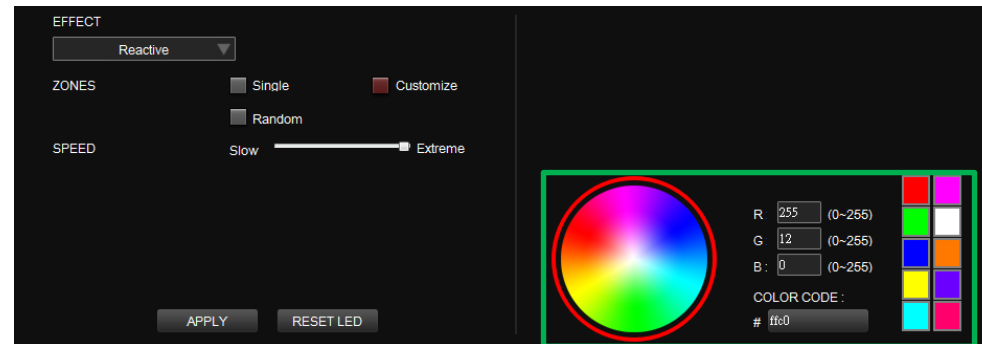 EFFECT
Reactive
ZONES
Single
Customize
Random
SPEED
Slow
Extreme
APPLY
RESET LED
R 255 (0~255)
G 12 (0~255)
B: 0 (0~255)
COLOR CODE :
# ffc0